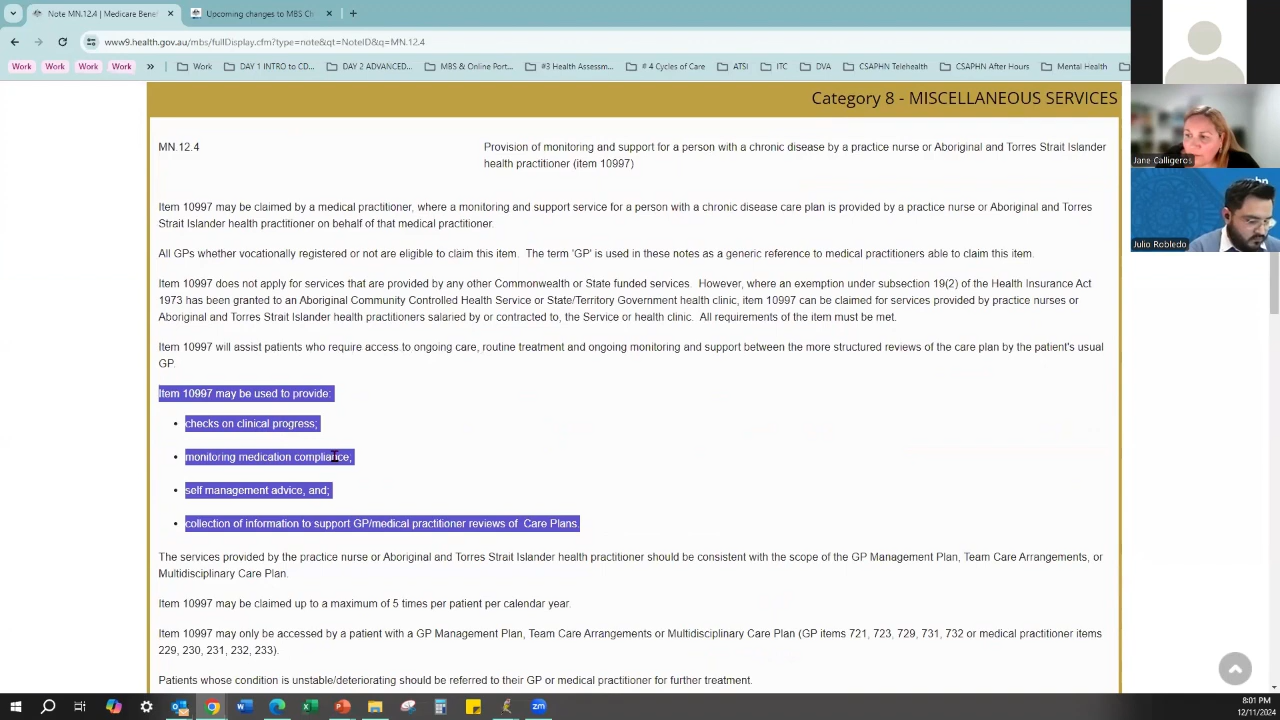 Note MN.12.4 | Medicare Bene
Upcoming changes to MBS Ch
www9.health.gov.au/mbs/fullDisplay.cfm?type=note&qt=NoteID&q=MN.12.4
Work
Work
Work
Work
Work
DAY 1 INTRO to CD...
DAY 2 ADVANCED...
MBS & Online Port...
#3 Health Assessm...
# 4 Cycles of Care
ATSI
ITC
DVA
CSAPHN Telehealth
CSAPHN After Hours
Mental Health
Category 8 - MISCELLANEOUS SERVICES
MN.12.4
Provision of monitoring and support for a person with a chronic disease by a practice nurse or Aboriginal and Torres Strait Islander
health practitioner (item 10997)
Item 10997 may be claimed by a medical practitioner, where a monitoring and support service for a person with a chronic disease care plan is provided by a practice nurse or Aboriginal and Torres
Strait Islander health practitioner on behalf of that medical practitioner.
All GPs whether vocationally registered or not are eligible to claim this item. The term 'GP' is used in these notes as a generic reference to medical practitioners able to claim this item.
Item 10997 does not apply for services that are provided by any other Commonwealth or State funded services. However, where an exemption under subsection 19(2) of the Health Insurance Act
1973 has been granted to an Aboriginal Community Controlled Health Service or State/Territory Government health clinic, item 10997 can be claimed for services provided by practice nurses or
Aboriginal and Torres Strait Islander health practitioners salaried by or contracted to, the Service or health clinic. All requirements of the item must be met.
Item 10997 will assist patients who require access to ongoing care, routine treatment and ongoing monitoring and support between the more structured reviews of the care plan by the patient's usual
GP.
Item 10997 may be used to provide:
• checks on clinical progress;
• monitoring medication compliance;
• self management advice, and;
• collection of information to support GP/medical practitioner reviews of Care Plans.
The services provided by the practice nurse or Aboriginal and Torres Strait Islander health practitioner should be consistent with the scope of the GP Management Plan, Team Care Arrangements, or
Multidisciplinary Care Plan.
Item 10997 may be claimed up to a maximum of 5 times per patient per calendar year.
Item 10997 may only be accessed by a patient with a GP Management Plan, Team Care Arrangements or Multidisciplinary Care Plan (GP items 721, 723, 729, 731, 732 or medical practitioner items
229, 230, 231, 232, 233).
Patients whose condition is unstable/deteriorating should be referred to their GP or medical practitioner for further treatment.
Jane Calligeros
Julio Robledo
8:01 PM
12/11/2024